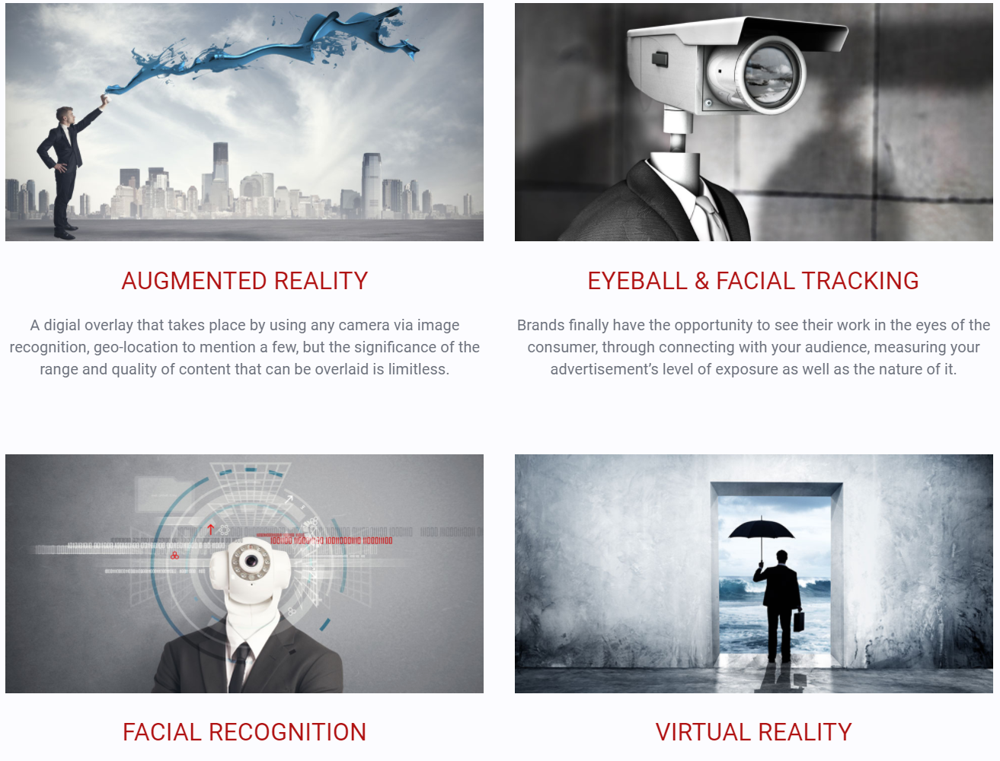 AUGMENTED REALITY
A digial overlay that takes place by using any camera via image
recognition, geo-location to mention a few, but the significance of the
range and quality of content that can be overlaid is limitless.
EYEBALL & FACIAL TRACKING
Brands finally have the opportunity to see their work in the eyes of the
consumer, through connecting with your audience, measuring your
advertisement’s level of exposure as well as the nature of it.
FACIAL RECOGNITION
VIRTUAL REALITY